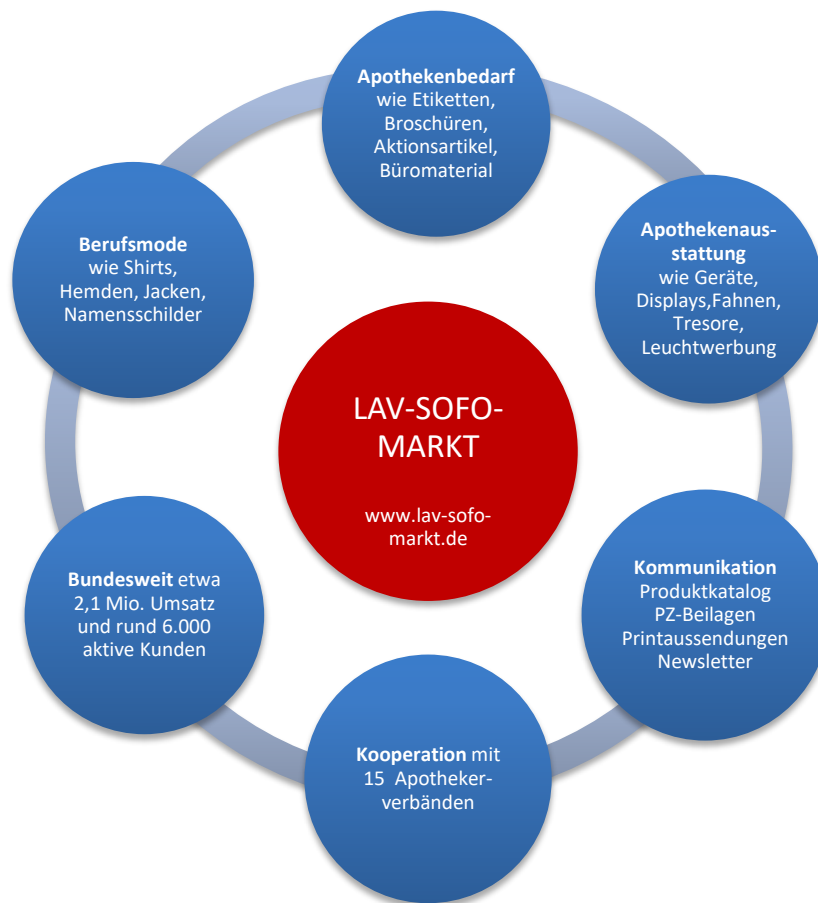 Apothekenbedarf
wie Etiketten,
Broschüren,
Aktionsartikel,
Büromaterial
Apothekenaus-
stattung
wie Geräte,
Displays,Fahnen,
Tresore,
Leuchtwerbung
Kommunikation
Produktkatalog
PZ-Beilagen
Printaussendungen
Newsletter
Kooperation mit
15 Apotheker-
verbänden
Bundesweit etwa
2,1 Mio. Umsatz
und rund 6.000
aktive Kunden
Berufsmode
wie Shirts,
Hemden, Jacken,
Namensschilder
LAV-SOFO-
MARKT
www.lav-sofo-
markt.de